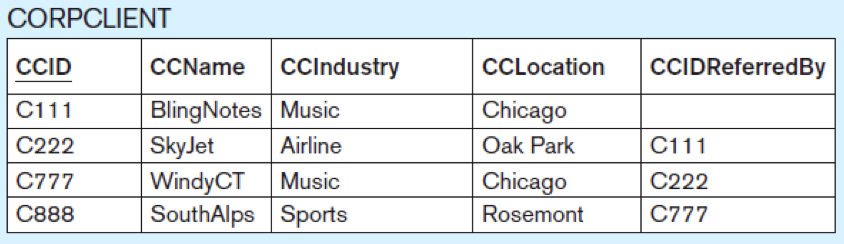 CORPCLIENT
CCID CCName CCIndustry CCLocation CCIDReferredBy
C111 BlingNotes Music Chicago
C222 SkyJet Airline Oak Park C111
C777 WindyCT Music Chicago C222
C888 SouthAlps Sports Rosemont C777